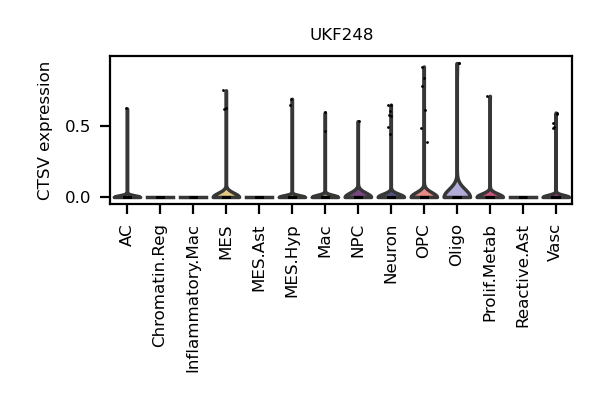 UKF248
CTSV expression
0.5
0.0
AC
Chromatin.Reg
Inflammatory.Mac
MES
MES.Ast
MES.Hyp
Mac
NPC
Neuron
OPC
Oligo
Prolif.Metab
Reactive.Ast
Vasc